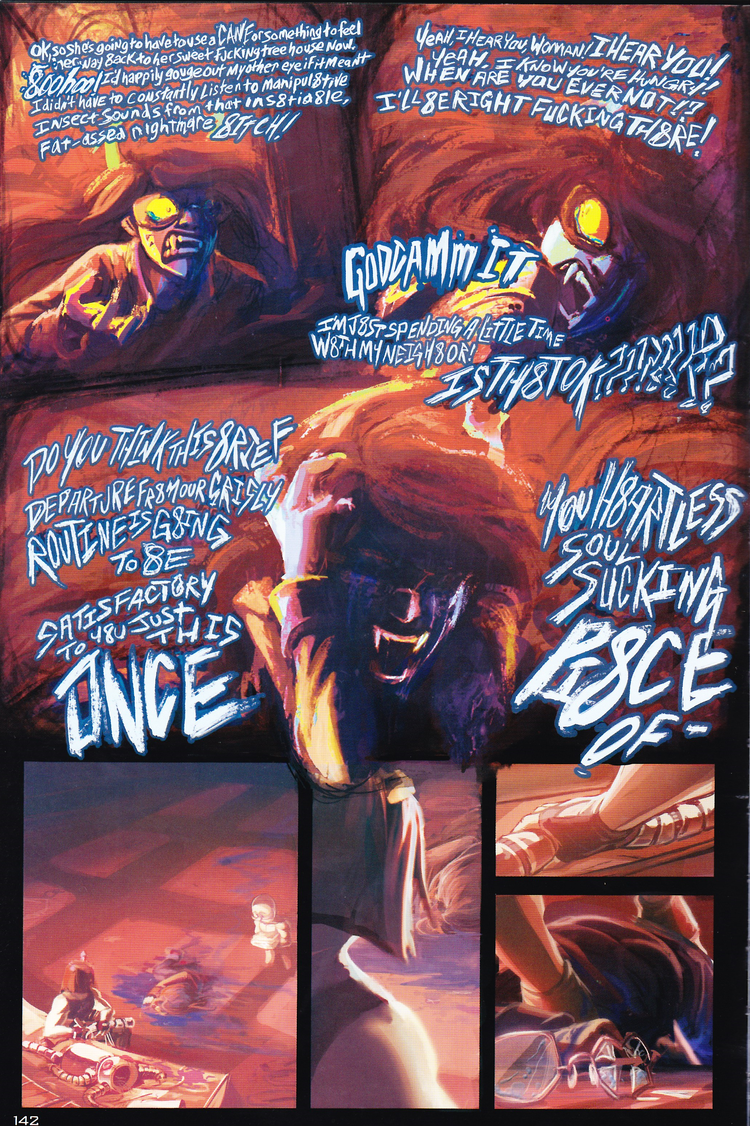 OK so she's going to have to use a CANE or something to feel
her way back to her sweet fucking tree house now.
8oohoo! I'd happily gouge out my other eye if it meant
I didn't have to constantly listen to manipul8tive
insect sounds from that ins8tia8le,
fat-assed nightmare 8ITCH!
YEAH, I HEAR YOU, WOMAN! I HEAR YOU!
YEAH, I KNOW YOU'RE HUNGRY!
WHEN ARE YOU EVER NOT!?
I'LL 8E RIGHT FUCKING TH8RE!
GODDAMMIT
IM J8ST SPENDING A LITTLE TIME
W8TH MY NEIGH8OR!
IS TH8T OK??!?!?!?!?
DO YOU THINK THIS 8RIEF
DEPARTURE FR8M OUR GRISLY
ROUTINE IS G8ING
TO 8E
SATISFACTORY
TO Y8U JUST THIS
ONCE
YOU H8ARTLESS
SOUL
SUCKING
PI8CE
OF-
142